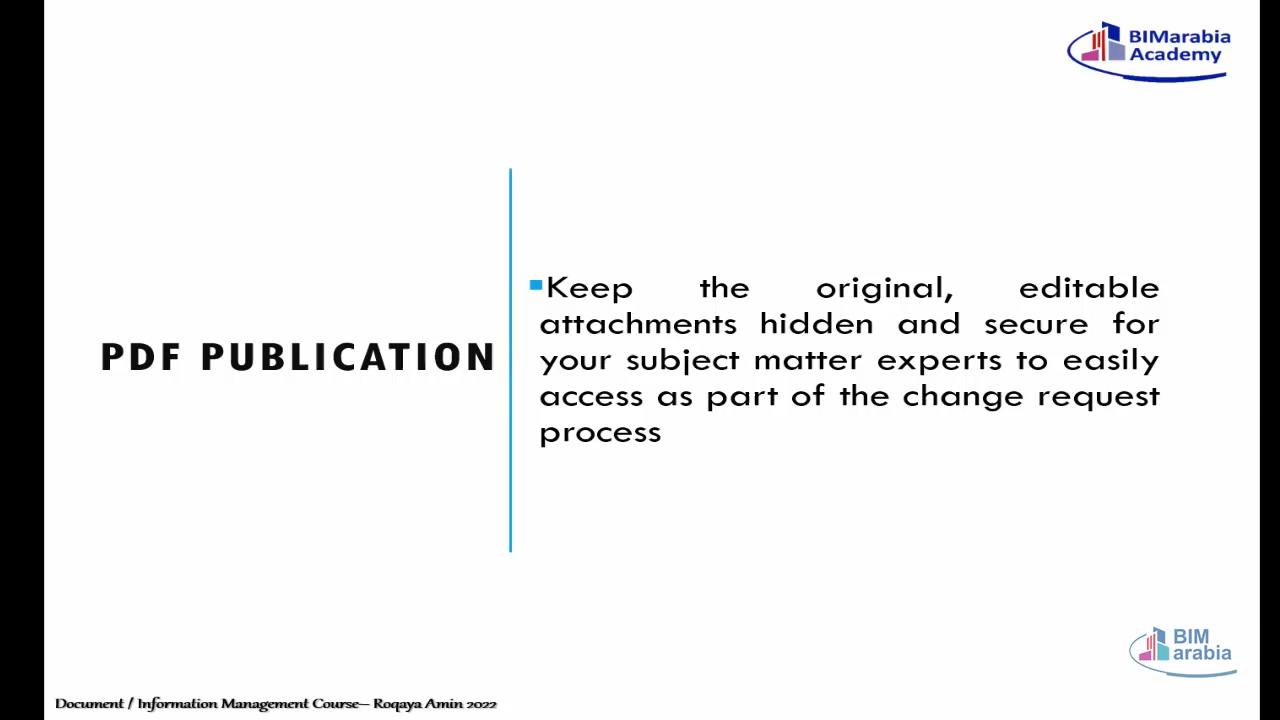 BIMarabia
Academy
PDF PUBLICATION
Keep the original, editable
attachments hidden and secure for
your subject matter experts to easily
access as part of the change request
process
BIM
arabia
Document / Information Management Course– Roqaya Amin 2022